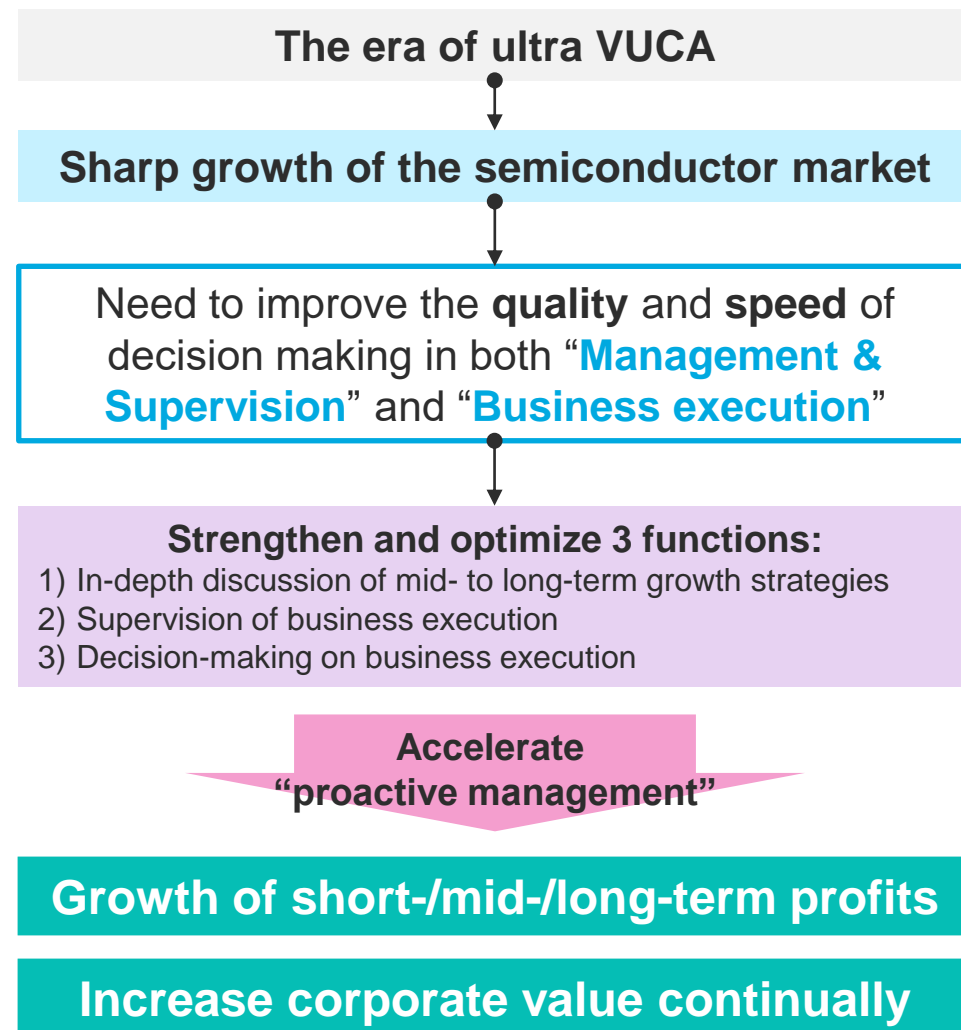 The era of ultra VUCA
Sharp growth of the semiconductor market
Need to improve the quality and speed of
decision making in both “Management &
Supervision” and “Business execution”
Strengthen and optimize 3 functions:
1) In-depth discussion of mid- to long-term growth strategies
2) Supervision of business execution
3) Decision-making on business execution
Accelerate
“proactive management”
Growth of short-/mid-/long-term profits
Increase corporate value continually